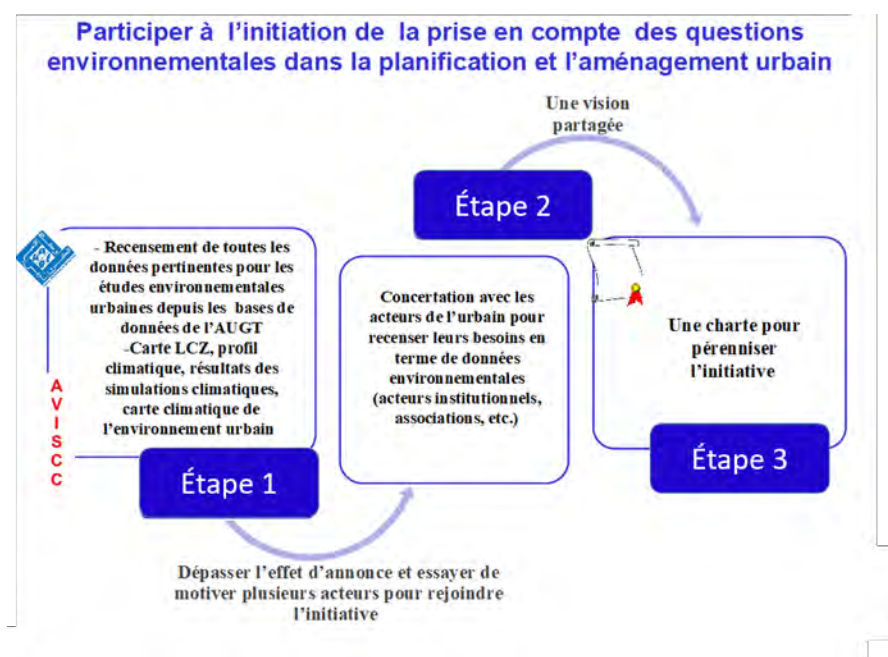 Participer à l'initiation de la prise en compte des questions
environnementales dans la planification et l'aménagement urbain
- Recensement de toutes les
données pertinentes pour les
études environnementales
urbaines depuis les bases de
données de l'AUGT
-Carte LCZ, profil
climatique, résultats des
simulations climatiques,
carte climatique de
l'environnement urbain
AVISCC
Étape 1
Dépasser l'effet d'annonce et essayer de
motiver plusieurs acteurs pour rejoindre
l'initiative
Étape 2
Concertation avec les
acteurs de l'urbain pour
recenser leurs besoins en
terme de données
environnementales
(acteurs institutionnels,
associations, etc.)
Une vision
partagée
Une charte pour
pérenniser
l'initiative
Étape 3